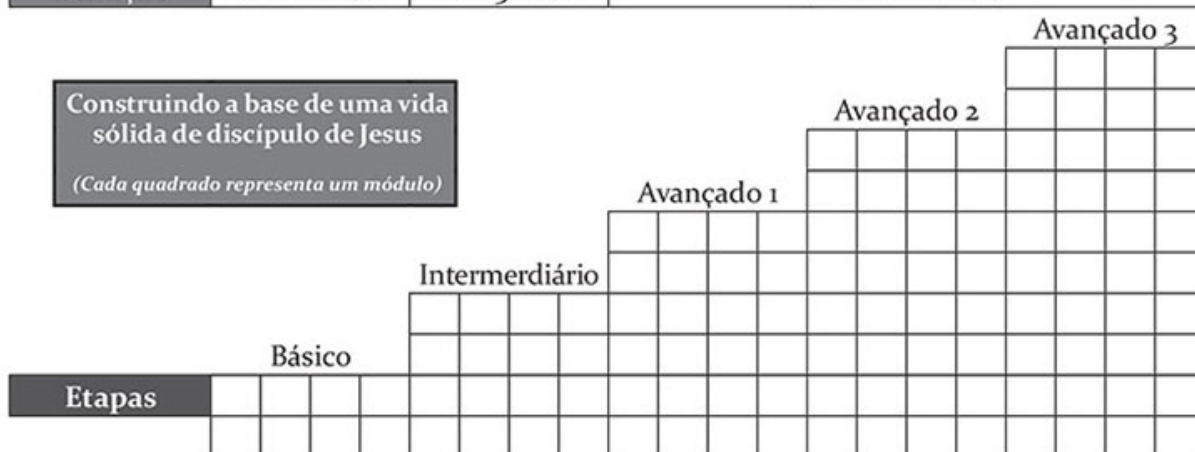 Avançado 3
Construindo a base de uma vida
sólida de discípulo de Jesus
(Cada quadrado representa um módulo)
Avançado 2
Avançado 1
Intermerdiário
Básico
Etapas